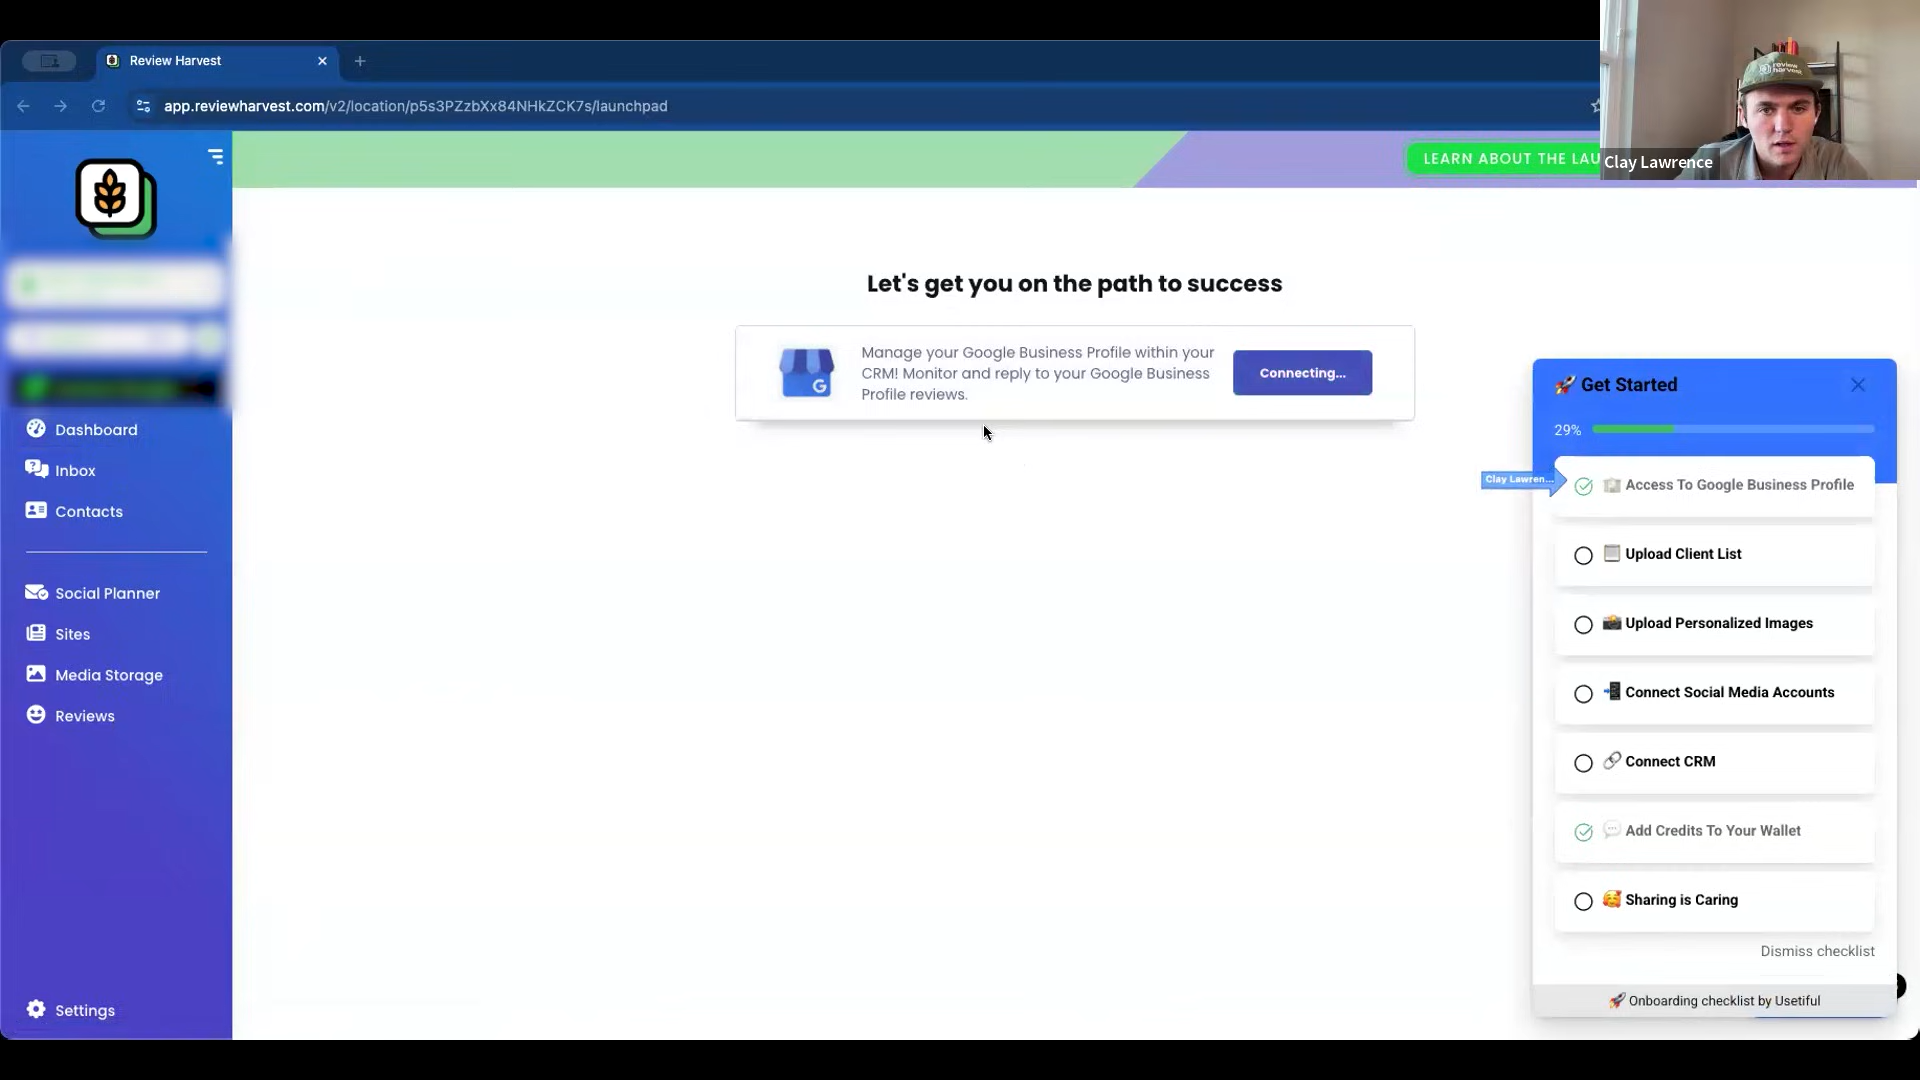 Review Harvest
app.reviewharvest.com/v2/location/p5s3PZzbXx84NHkZCK7s/launchpad
Clay Lawrence
review
harvest
LEARN ABOUT THE LAU
Dashboard
Inbox
Contacts
Social Planner
Sites
Media Storage
Reviews
Settings
Let's get you on the path to success
Manage your Google Business Profile within your
CRM! Monitor and reply to your Google Business
Profile reviews.
Connecting...
G
🚀 Get Started
29%
Clay Lawren...
Access To Google Business Profile
Upload Client List
Upload Personalized Images
Connect Social Media Accounts
Connect CRM
Add Credits To Your Wallet
Sharing is Caring
Dismiss checklist
🚀 Onboarding checklist by Usetiful